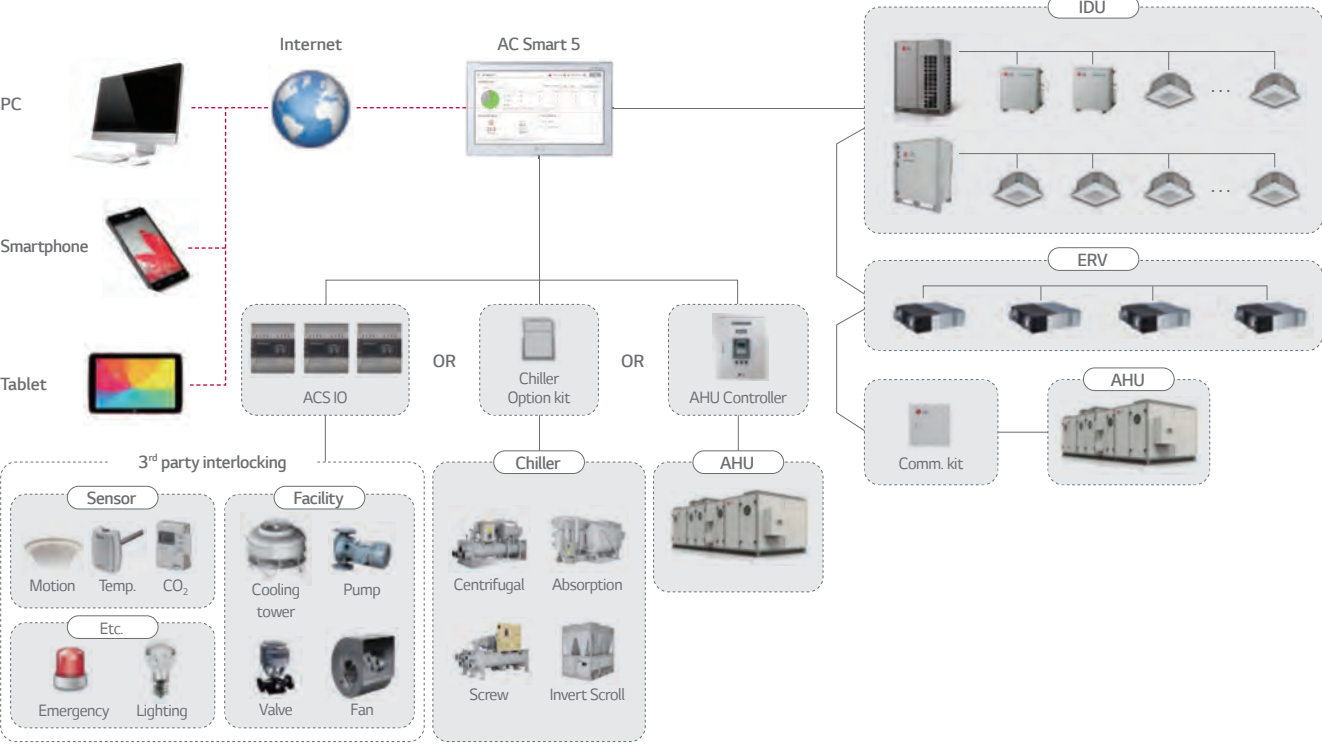 IDU
Internet
AC Smart 5
PC
Smartphone
ERV
Tablet
ACS IO
OR
Chiller
Option kit
OR
AHU Controller
AHU
Comm. kit
3rd party interlocking
Chiller
AHU
Sensor
Facility
Motion
Temp.
CO₂
Cooling
tower
Pump
Centrifugal
Absorption
Etc.
Emergency
Lighting
Valve
Fan
Screw
Invert Scroll